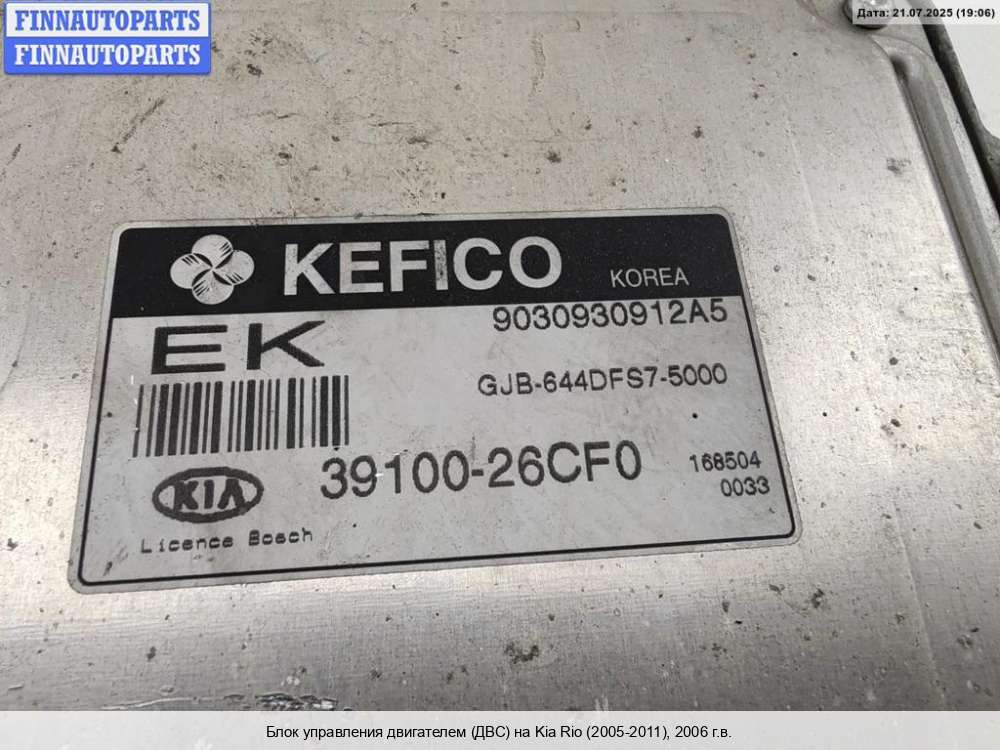 FINNAUTOPARTS
FINNAUTOPARTS
Дата: 21.07.2025 (19:06)
KEFICO KOREA
EK 9030930912A5
GJB-644DFS7-5000
39100-26CF0 168504
0033
KIA
Licence Bosch
Блок управления двигателем (ДВС) на Kia Rio (2005-2011), 2006 г.в.